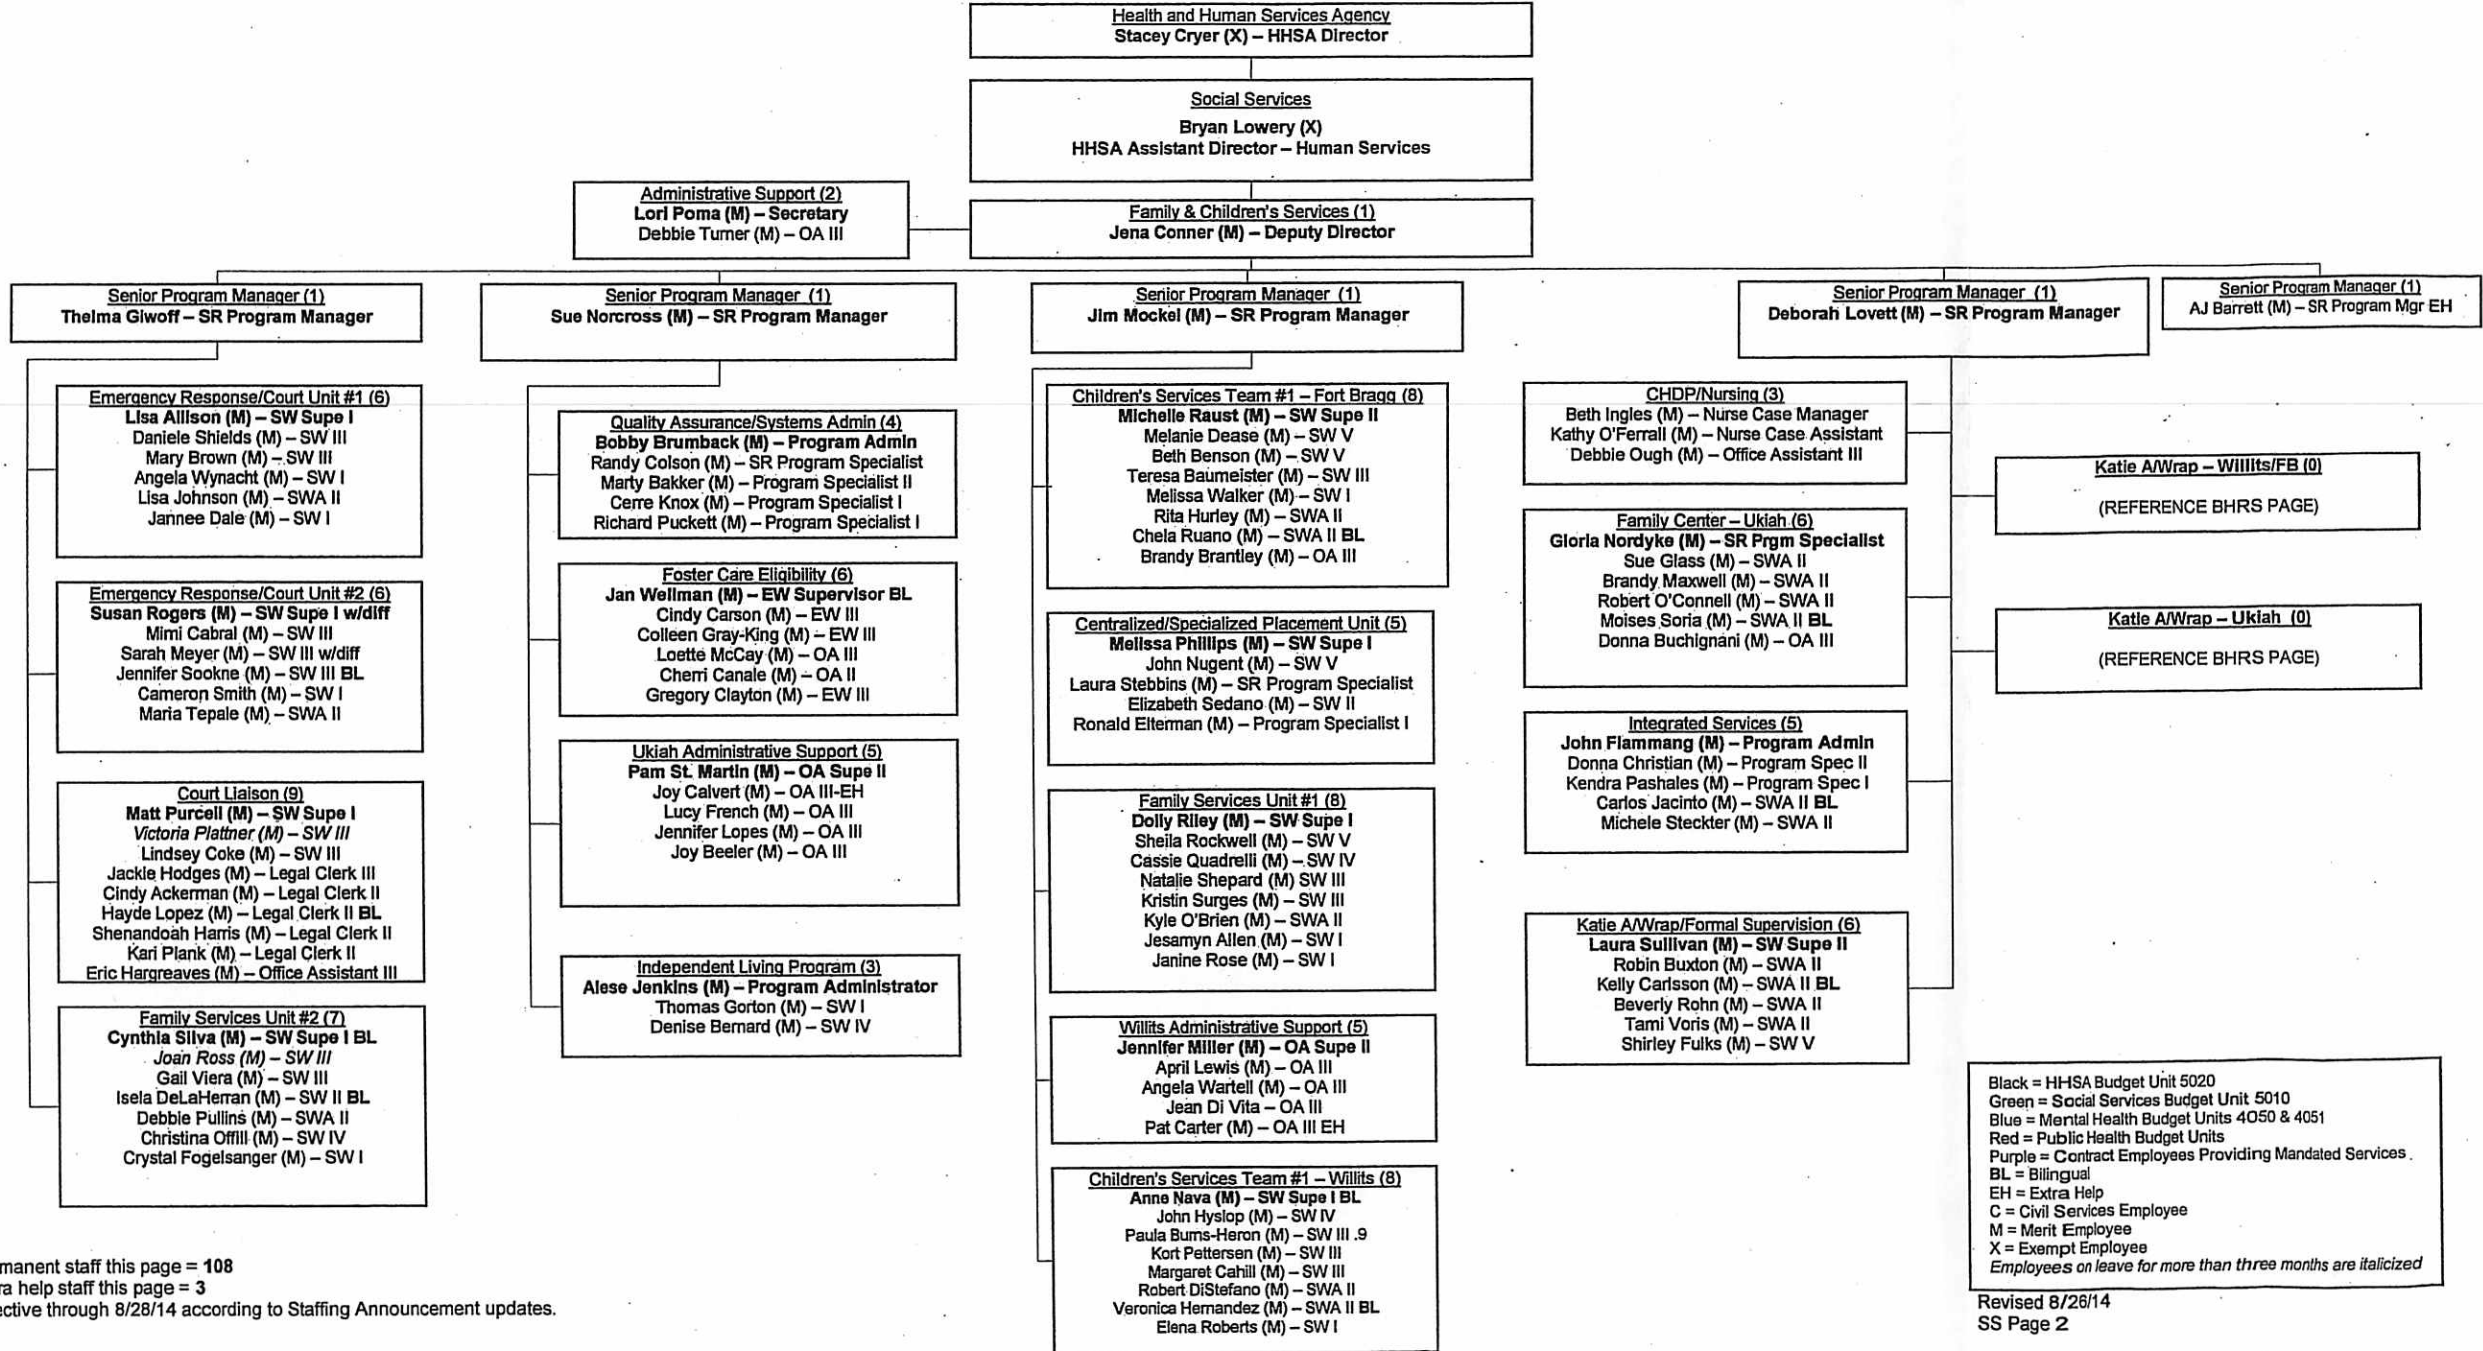 Health and Human Services Agency
Stacey Cryer (X) – HHSA Director
Social Services
Bryan Lowery (X)
HHSA Assistant Director – Human Services
Administrative Support (2)
Lori Poma (M) – Secretary
Debbie Turner (M) – OA III
Family & Children's Services (1)
Jena Conner (M) – Deputy Director
Senior Program Manager (1)
Thelma Giwoff – SR Program Manager
Senior Program Manager (1)
Sue Norcross (M) – SR Program Manager
Senior Program Manager (1)
Jim Mockel (M) – SR Program Manager
Senior Program Manager (1)
Deborah Lovett (M) – SR Program Manager
Senior Program Manager (1)
AJ Barrett (M) – SR Program Mgr EH
Emergency Response/Court Unit #1 (6)
Lisa Allison (M) – SW Supe I
Daniele Shields (M) – SW III
Mary Brown (M) – SW III
Angela Wynacht (M) – SW I
Lisa Johnson (M) – SWA II
Jannee Dale (M) – SW I
Emergency Response/Court Unit #2 (6)
Susan Rogers (M) – SW Supe I w/diff
Mimi Cabral (M) – SW III
Sarah Meyer (M) – SW III w/diff
Jennifer Sookne (M) – SW III BL
Cameron Smith (M) – SW I
Maria Tepale (M) – SWA II
Court Liaison (9)
Matt Purcell (M) – SW Supe I
Victoria Plattner (M) – SW III
Lindsey Coke (M) – SW III
Jackie Hodges (M) – Legal Clerk III
Cindy Ackerman (M) – Legal Clerk II
Hayde Lopez (M) – Legal Clerk II BL
Shenandoah Harris (M) – Legal Clerk II
Kari Plank (M) – Legal Clerk II
Eric Hargreaves (M) – Office Assistant III
Family Services Unit #2 (7)
Cynthia Silva (M) – SW Supe I BL
Joan Ross (M) – SW III
Gail Viera (M) – SW III
Isela DeLaHerran (M) – SW II BL
Debbie Pullins (M) – SWA II
Christina Offill (M) – SW IV
Crystal Fogelsanger (M) – SW I
Quality Assurance/Systems Admin (4)
Bobby Brumback (M) – Program Admin
Randy Colson (M) – SR Program Specialist
Marty Bakker (M) – Program Specialist II
Cerre Knox (M) – Program Specialist I
Richard Puckett (M) – Program Specialist I
Foster Care Eligibility (6)
Jan Wellman (M) – EW Supervisor BL
Cindy Carson (M) – EW III
Colleen Gray-King (M) – EW III
Loette McCay (M) – OA III
Cherri Canale (M) – OA II
Gregory Clayton (M) – EW III
Ukiah Administrative Support (5)
Pam St. Martin (M) – OA Supe II
Joy Calvert (M) – OA III-EH
Lucy French (M) – OA III
Jennifer Lopes (M) – OA III
Joy Beeler (M) – OA III
Independent Living Program (3)
Alese Jenkins (M) – Program Administrator
Thomas Gorton (M) – SW I
Denise Bernard (M) – SW IV
Children's Services Team #1 – Fort Bragg (8)
Michelle Raust (M) – SW Supe II
Melanie Dease (M) – SW V
Beth Benson (M) – SW V
Teresa Baumeister (M) – SW III
Melissa Walker (M) – SW I
Rita Hurley (M) – SWA II
Chela Ruano (M) – SWA II BL
Brandy Brantley (M) – OA III
Centralized/Specialized Placement Unit (5)
Melissa Phillips (M) – SW Supe I
John Nugent (M) – SW V
Laura Stebbins (M) – SR Program Specialist
Elizabeth Sedano (M) – SW II
Ronald Elterman (M) – Program Specialist I
Family Services Unit #1 (8)
Dolly Riley (M) – SW Supe I
Sheila Rockwell (M) – SW V
Cassie Quadrelli (M) – SW IV
Natalie Shepard (M) SW III
Kristin Surges (M) – SW III
Kyle O'Brien (M) – SWA II
Jesamyn Allen (M) – SW I
Janine Rose (M) – SW I
Willits Administrative Support (5)
Jennifer Miller (M) – OA Supe II
April Lewis (M) – OA III
Angela Wartell (M) – OA III
Jean Di Vita – OA III
Pat Carter (M) – OA III EH
Children's Services Team #1 – Willits (8)
Anne Nava (M) – SW Supe I BL
John Hyslop (M) – SW IV
Paula Burns-Heron (M) – SW III .9
Kort Pettersen (M) – SW III
Margaret Cahill (M) – SW III
Robert DiStefano (M) – SWA II
Veronica Hernandez (M) – SWA II BL
Elena Roberts (M) – SW I
CHDP/Nursing (3)
Beth Ingles (M) – Nurse Case Manager
Kathy O'Ferrall (M) – Nurse Case Assistant
Debbie Ough (M) – Office Assistant III
Family Center – Ukiah (6)
Gloria Nordyke (M) – SR Prgm Specialist
Sue Glass (M) – SWA II
Brandy Maxwell (M) – SWA II
Robert O'Connell (M) – SWA II
Moises Soria (M) – SWA II BL
Donna Buchignani (M) – OA III
Integrated Services (5)
John Flammang (M) – Program Admin
Donna Christian (M) – Program Spec II
Kendra Pashales (M) – Program Spec I
Carlos Jacinto (M) – SWA II BL
Michele Steckter (M) – SWA II
Katie A/Wrap/Formal Supervision (6)
Laura Sullivan (M) – SW Supe II
Robin Buxton (M) – SWA II
Kelly Carlsson (M) – SWA II BL
Beverly Rohn (M) – SWA II
Tami Voris (M) – SWA II
Shirley Fulks (M) – SW V
Katie A/Wrap – Willits/FB (0)
(REFERENCE BHRS PAGE)
Katie A/Wrap – Ukiah (0)
(REFERENCE BHRS PAGE)
Black = HHSA Budget Unit 5020
Green = Social Services Budget Unit 5010
Blue = Mental Health Budget Units 4050 & 4051
Red = Public Health Budget Units
Purple = Contract Employees Providing Mandated Services
BL = Bilingual
EH = Extra Help
C = Civil Services Employee
M = Merit Employee
X = Exempt Employee
Employees on leave for more than three months are italicized
manent staff this page = 108
ra help staff this page = 3
ective through 8/28/14 according to Staffing Announcement updates.
Revised 8/26/14
SS Page 2